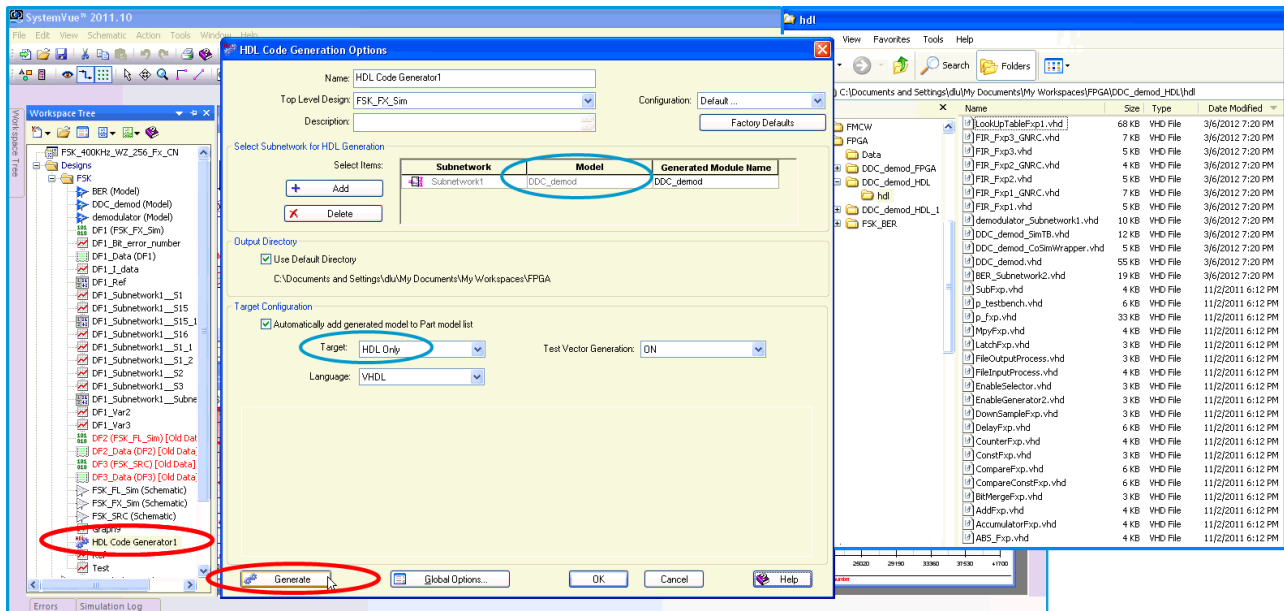 SystemVue™ 2011.10
File Edit View Schematic Action Tools Window Help
Workspace Tree
Workspace Tree
FSK_400KHz_WZ_256_Fx_CN
Designs
FSK
BER (Model)
DDC_demod (Model)
demodulator (Model)
DF1 (FSK_FX_Sim)
DF1_Bit_error_number
DF1_Data (DF1)
DF1_I_data
DF1_Ref
DF1_Subnetwork1__S1
DF1_Subnetwork1__S15
DF1_Subnetwork1__S15_1
DF1_Subnetwork1__S16
DF1_Subnetwork1__S1_1
DF1_Subnetwork1__S1_2
DF1_Subnetwork1__S2
DF1_Subnetwork1__S3
DF1_Subnetwork1__Subne
DF1_Var2
DF1_Var3
DF2 (FSK_FL_Sim) [Old Dat
DF2_Data (DF2) [Old Data]
DF3 (FSK_SRC) [Old Data]
DF3_Data (DF3) [Old Data]
FSK_FL_Sim (Schematic)
FSK_FX_Sim (Schematic)
FSK_SRC (Schematic)
Graph9
HDL Code Generator1
Ref
Test
Errors Simulation Log
HDL Code Generation Options
Name: HDL Code Generator1
Top Level Design: FSK_FX_Sim Configuration: Default ...
Description: Factory Defaults
Select Subnetwork for HDL Generation
Select Items: Subnetwork Model Generated Module Name
Add Subnetwork1 DDC_demod DDC_demod
Delete
Output Directory
Use Default Directory
C:\Documents and Settings\dlu\My Documents\My Workspaces\FPGA
Target Configuration
Automatically add generated model to Part model list
Target: HDL Only Test Vector Generation: ON
Language: VHDL
Generate Global Options... OK Cancel Help
hdl
View Favorites Tools Help
Search Folders
C:\Documents and Settings\dlu\My Documents\My Workspaces\FPGA\DDC_demod_HDL\hdl
FMCW
FPGA
Data
DDC_demod_FPGA
DDC_demod_HDL
hdl
DDC_demod_HDL_1
FSK_BER
Name Size Type Date Modified
LookUpTableFxp1.vhd 68 KB VHD File 3/6/2012 7:20 PM
FIR_Fxp3_GNRC.vhd 7 KB VHD File 3/6/2012 7:20 PM
FIR_Fxp3.vhd 5 KB VHD File 3/6/2012 7:20 PM
FIR_Fxp2_GNRC.vhd 4 KB VHD File 3/6/2012 7:20 PM
FIR_Fxp2.vhd 5 KB VHD File 3/6/2012 7:20 PM
FIR_Fxp1_GNRC.vhd 7 KB VHD File 3/6/2012 7:20 PM
FIR_Fxp1.vhd 5 KB VHD File 3/6/2012 7:20 PM
demodulator_Subnetwork1.vhd 10 KB VHD File 3/6/2012 7:20 PM
DDC_demod_SimTB.vhd 12 KB VHD File 3/6/2012 7:20 PM
DDC_demod_CoSimWrapper.vhd 5 KB VHD File 3/6/2012 7:20 PM
DDC_demod.vhd 55 KB VHD File 3/6/2012 7:20 PM
BER_Subnetwork2.vhd 19 KB VHD File 3/6/2012 7:20 PM
SubFxp.vhd 4 KB VHD File 11/2/2011 6:12 PM
p_testbench.vhd 6 KB VHD File 11/2/2011 6:12 PM
p_fxp.vhd 33 KB VHD File 11/2/2011 6:12 PM
MpyFxp.vhd 4 KB VHD File 11/2/2011 6:12 PM
LatchFxp.vhd 3 KB VHD File 11/2/2011 6:12 PM
FileOutputProcess.vhd 3 KB VHD File 11/2/2011 6:12 PM
FileInputProcess.vhd 4 KB VHD File 11/2/2011 6:12 PM
EnableSelector.vhd 3 KB VHD File 11/2/2011 6:12 PM
EnableGenerator2.vhd 3 KB VHD File 11/2/2011 6:12 PM
DownSampleFxp.vhd 3 KB VHD File 11/2/2011 6:12 PM
DelayFxp.vhd 4 KB VHD File 11/2/2011 6:12 PM
CounterFxp.vhd 4 KB VHD File 11/2/2011 6:12 PM
ConstFxp.vhd 3 KB VHD File 11/2/2011 6:12 PM
CompareFxp.vhd 6 KB VHD File 11/2/2011 6:12 PM
CompareConstFxp.vhd 6 KB VHD File 11/2/2011 6:12 PM
BitMergeFxp.vhd 3 KB VHD File 11/2/2011 6:12 PM
AddFxp.vhd 4 KB VHD File 11/2/2011 6:12 PM
AccumulatorFxp.vhd 4 KB VHD File 11/2/2011 6:12 PM
ABS_Fxp.vhd 4 KB VHD File 11/2/2011 6:12 PM
25020 29190 33360 37530 41700